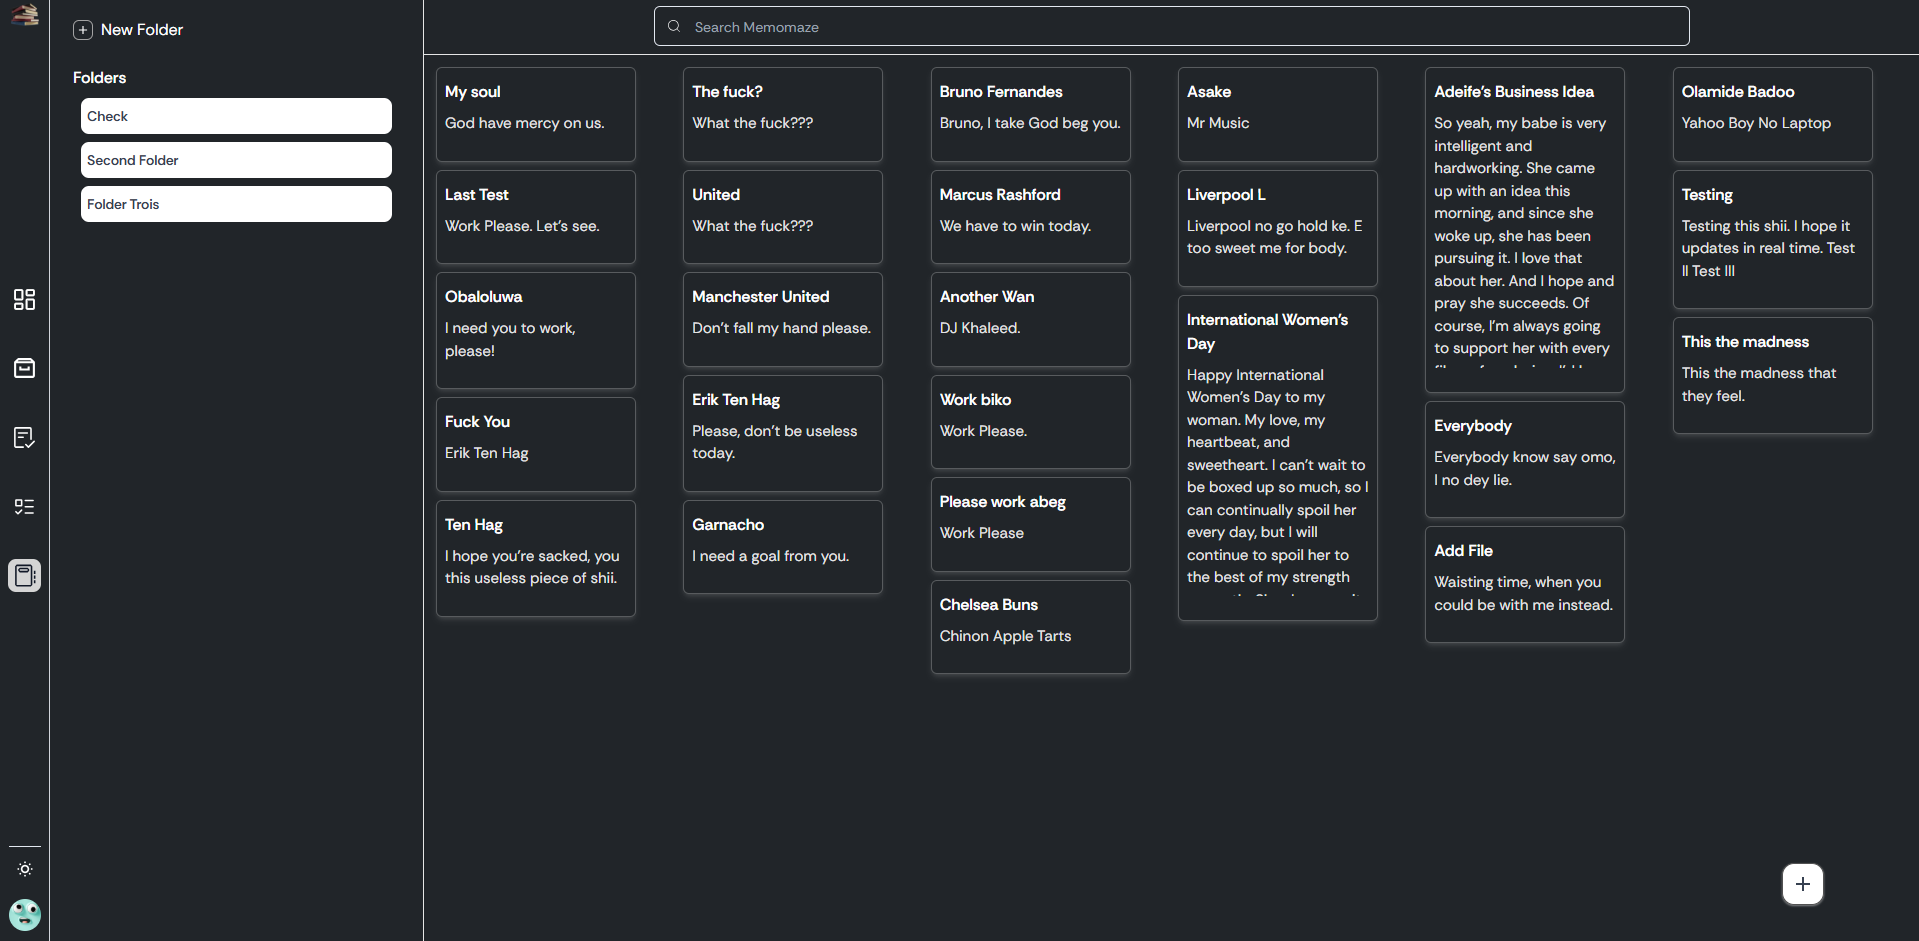 New Folder
Folders
Check
Second Folder
Folder Trois
Search Memomaze
My soul
God have mercy on us.
Last Test
Work Please. Let's see.
Obaloluwa
I need you to work,
please!
Fuck You
Erik Ten Hag
Ten Hag
I hope you're sacked, you
this useless piece of shii.
The fuck?
What the fuck???
United
What the fuck???
Manchester United
Don't fall my hand please.
Erik Ten Hag
Please, don't be useless
today.
Garnacho
I need a goal from you.
Bruno Fernandes
Bruno, I take God beg you.
Marcus Rashford
We have to win today.
Another Wan
DJ Khaleed.
Work biko
Work Please.
Please work abeg
Work Please
Chelsea Buns
Chinon Apple Tarts
Asake
Mr Music
Liverpool L
Liverpool no go hold ke. E
too sweet me for body.
International Women's
Day
Happy International
Women's Day to my
woman. My love, my
heartbeat, and
sweetheart. I can't wait to
be boxed up so much, so I
can continually spoil her
every day, but I will
continue to spoil her to
the best of my strength
Adeife's Business Idea
So yeah, my babe is very
intelligent and
hardworking. She came
up with an idea this
morning, and since she
woke up, she has been
pursuing it. I love that
about her. And I hope and
pray she succeeds. Of
course, I'm always going
to support her with every
Everybody
Everybody know say omo,
I no dey lie.
Add File
Waisting time, when you
could be with me instead.
Olamide Badoo
Yahoo Boy No Laptop
Testing
Testing this shii. I hope it
updates in real time. Test
II Test III
This the madness
This the madness that
they feel.